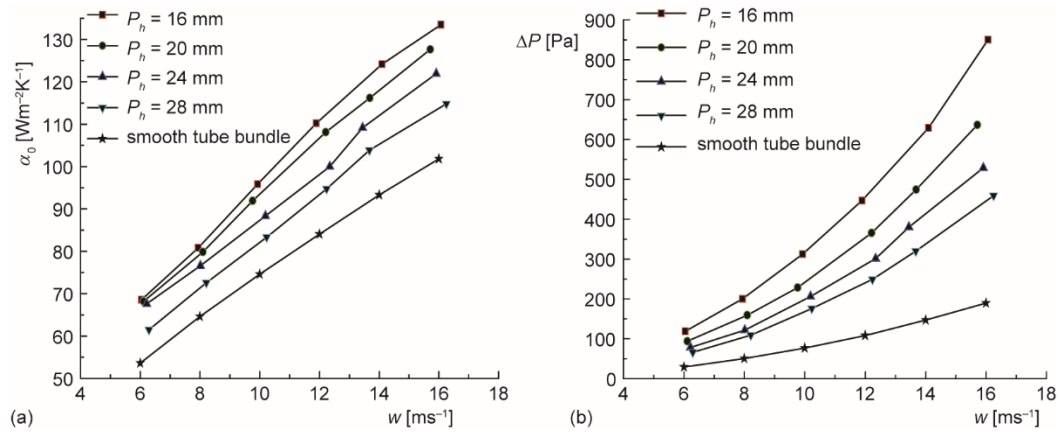 P_h = 16 mm
P_h = 20 mm
P_h = 24 mm
P_h = 28 mm
smooth tube bundle
α₀ [Wm⁻²K⁻¹]
135
130
120
110
100
90
80
70
60
50
4 6 8 10 12 14 16 18
(a) w [ms⁻¹]
P_h = 16 mm
P_h = 20 mm
P_h = 24 mm
P_h = 28 mm
smooth tube bundle
ΔP [Pa]
900
800
700
600
500
400
300
200
100
0
4 6 8 10 12 14 16 18
(b) w [ms⁻¹]